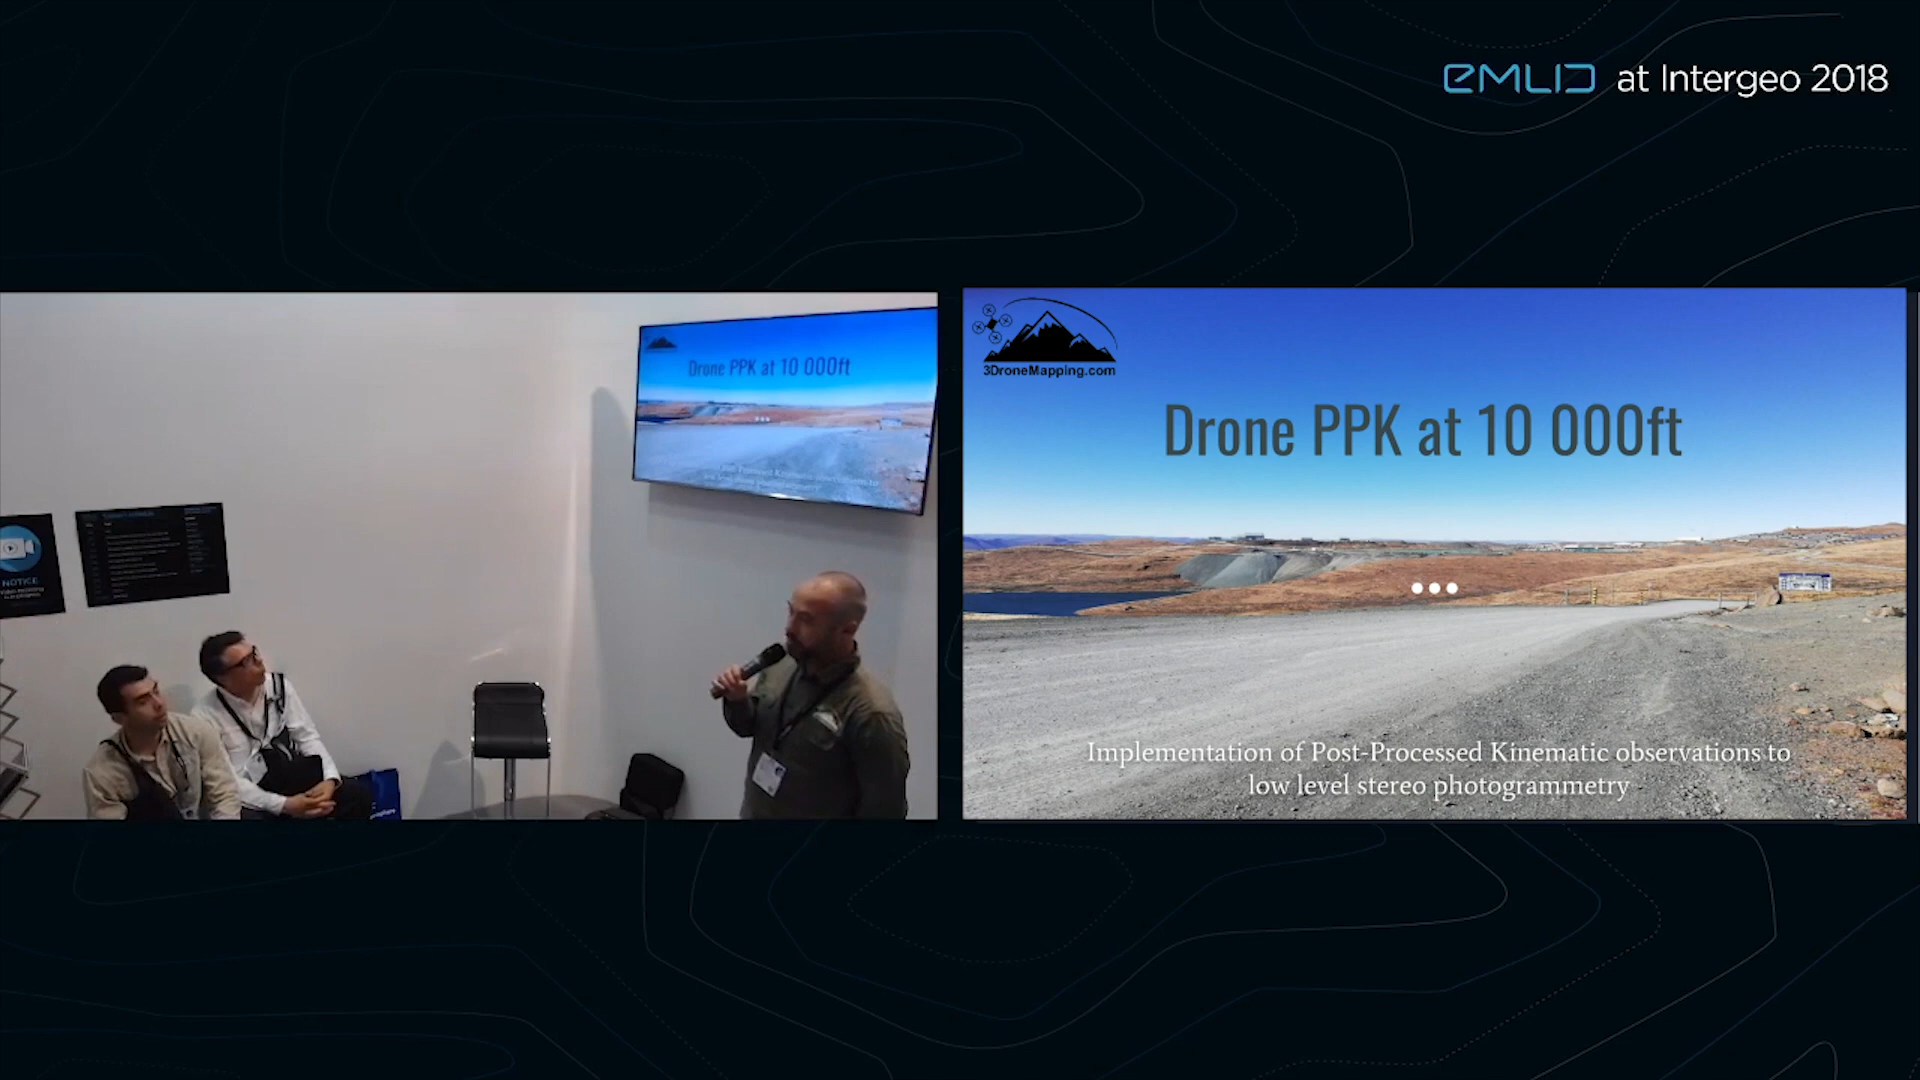 EMLID at Intergeo 2018
3DroneMapping.com
Drone PPK at 10 000ft
Implementation of Post-Processed Kinematic observations to
low level stereo photogrammetry
Drone PPK at 10 000ft
NOTICE